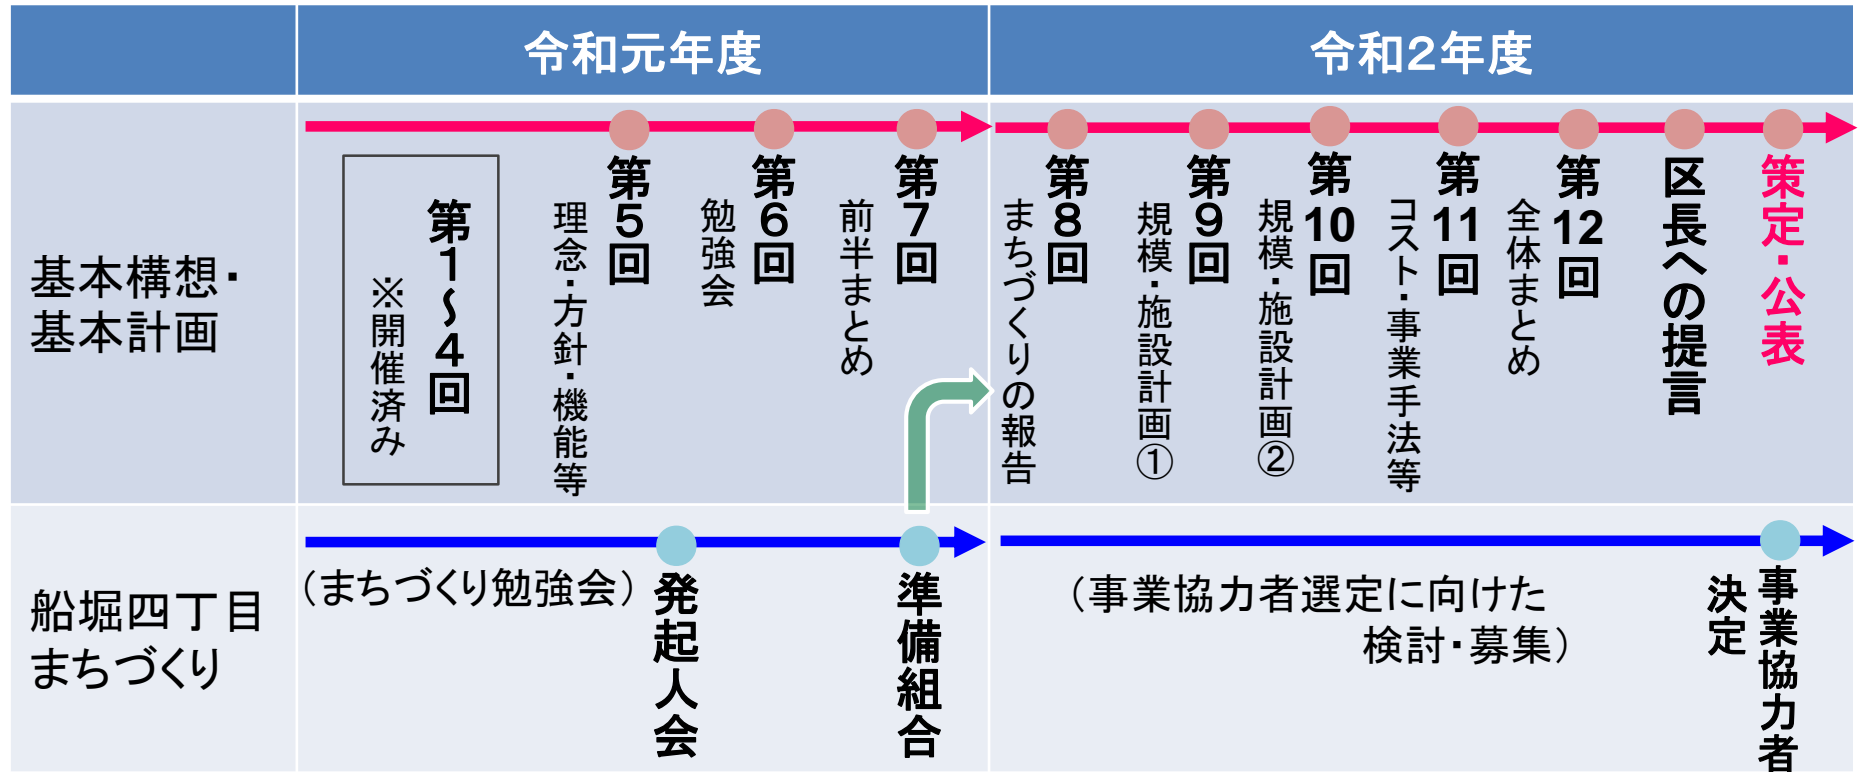 令和元年度
令和２年度
基本構想・
基本計画
第１～４回
※開催済み
第５回
理念・方針・機能等
第６回
勉強会
第７回
前半まとめ
第８回
まちづくりの報告
第９回
規模・施設計画①
第10回
規模・施設計画②
第11回
コスト・事業手法等
第12回
全体まとめ
区長への提言
策定・公表
船堀四丁目
まちづくり
（まちづくり勉強会）
発起人会
準備組合
（事業協力者選定に向けた
検討・募集）
事業協力者
決定